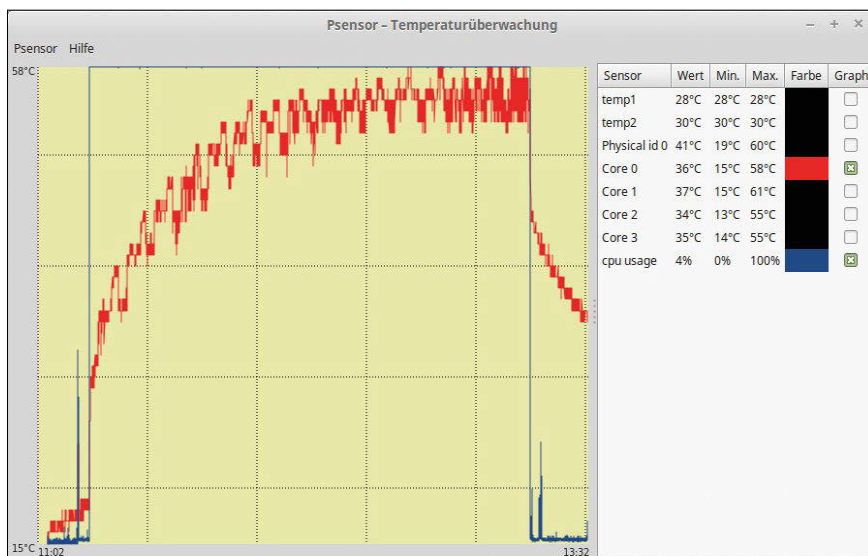 Psensor – Temperaturüberwachung
Psensor Hilfe
58°C
15°C
11:02 13:32
Sensor Wert Min. Max. Farbe Graph
temp1 28°C 28°C 28°C
temp2 30°C 30°C 30°C
Physical id 0 41°C 19°C 60°C
Core 0 36°C 15°C 58°C
Core 1 37°C 15°C 61°C
Core 2 34°C 13°C 55°C
Core 3 35°C 14°C 55°C
cpu usage 4% 0% 100%